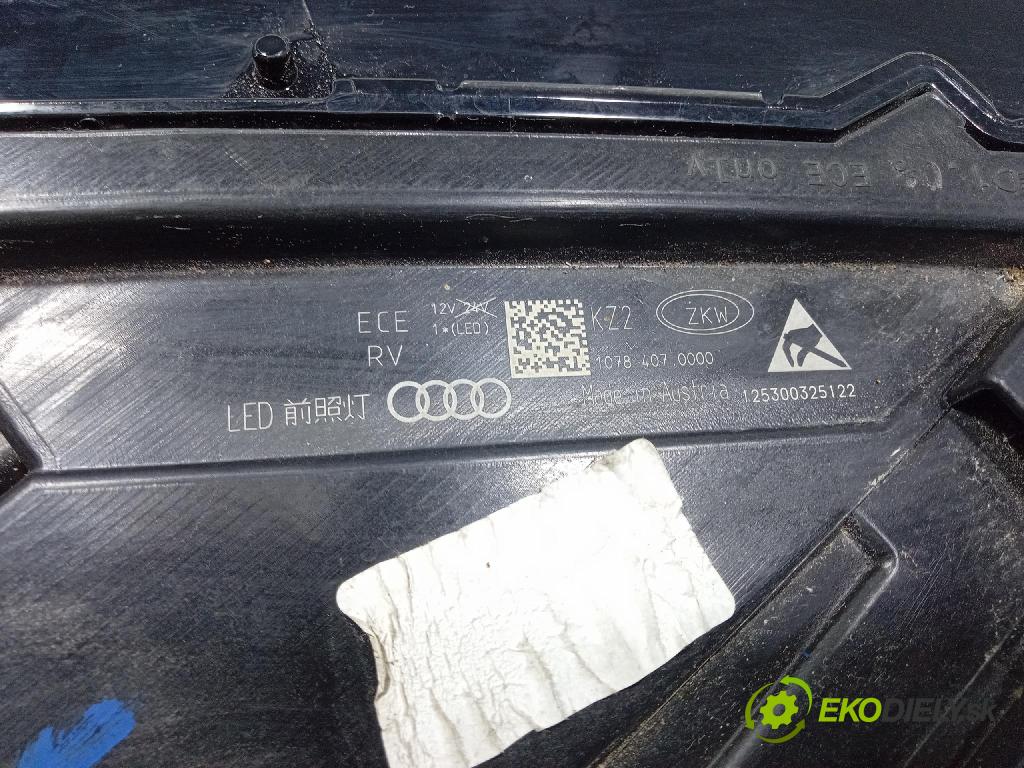 ECE ONLY
ECE 12V 24V
1*(LED)
RV
KZ2 ZKW
1078 407 0000
LED 前照灯
Made in Austria 125300325122
EKODIELY.sk